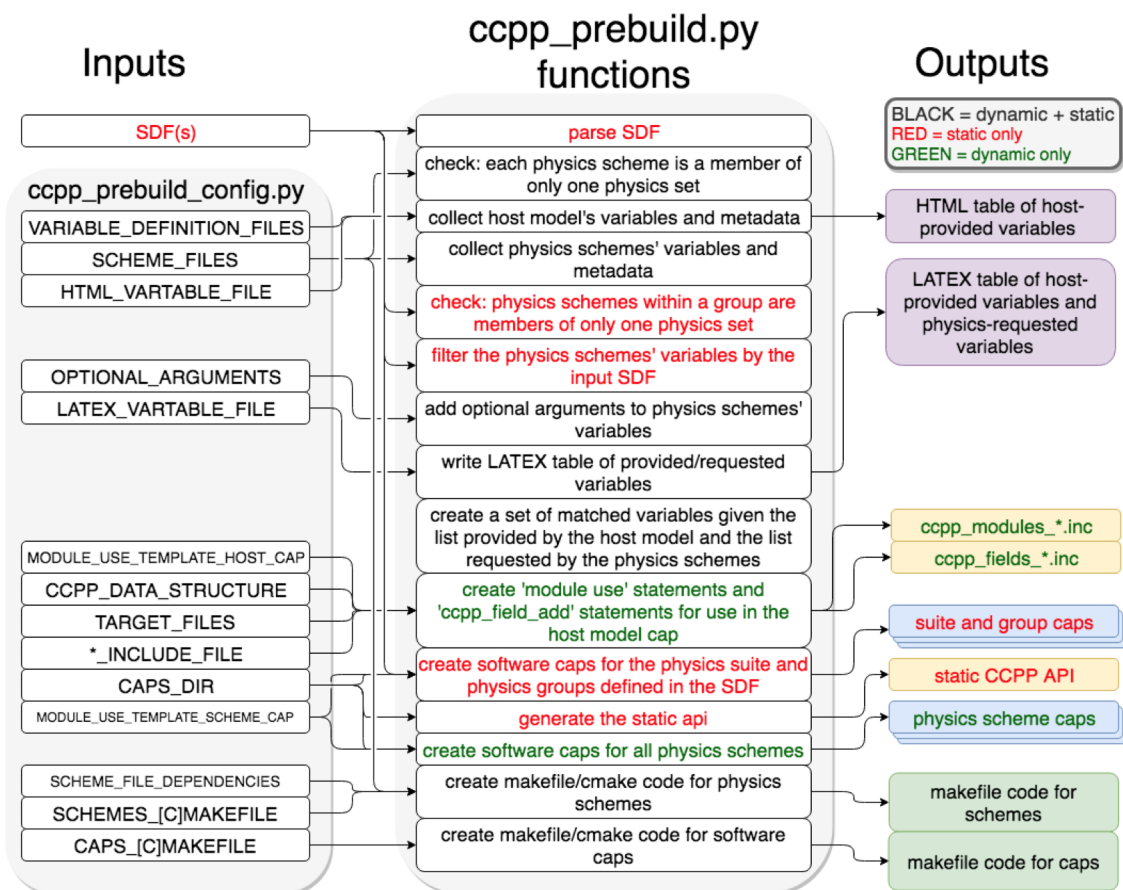 Inputs
ccpp_prebuild.py
functions
Outputs
SDF(s)
ccpp_prebuild_config.py
VARIABLE_DEFINITION_FILES
SCHEME_FILES
HTML_VARTABLE_FILE
OPTIONAL_ARGUMENTS
LATEX_VARTABLE_FILE
MODULE_USE_TEMPLATE_HOST_CAP
CCPP_DATA_STRUCTURE
TARGET_FILES
*_INCLUDE_FILE
CAPS_DIR
MODULE_USE_TEMPLATE_SCHEME_CAP
SCHEME_FILE_DEPENDENCIES
SCHEMES_[C]MAKEFILE
CAPS_[C]MAKEFILE
parse SDF
check: each physics scheme is a member of
only one physics set
collect host model's variables and metadata
collect physics schemes' variables and
metadata
check: physics schemes within a group are
members of only one physics set
filter the physics schemes' variables by the
input SDF
add optional arguments to physics schemes'
variables
write LATEX table of provided/requested
variables
create a set of matched variables given the
list provided by the host model and the list
requested by the physics schemes
create 'module use' statements and
'ccpp_field_add' statements for use in the
host model cap
create software caps for the physics suite and
physics groups defined in the SDF
generate the static api
create software caps for all physics schemes
create makefile/cmake code for physics
schemes
create makefile/cmake code for software
caps
BLACK = dynamic + static
RED = static only
GREEN = dynamic only
HTML table of host-
provided variables
LATEX table of host-
provided variables and
physics-requested
variables
ccpp_modules_*.inc
ccpp_fields_*.inc
suite and group caps
static CCPP API
physics scheme caps
makefile code for
schemes
makefile code for caps